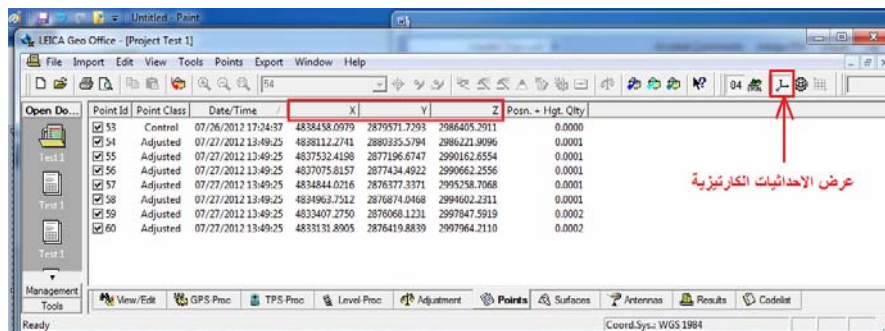 Untitled - Paint
LEICA Geo Office - [Project Test 1]
File Import Edit View Tools Points Export Window Help
54
04
Open Do... Point Id Point Class Date/Time X Y Z Posn. + Hgt. Qlty
53 Control 07/26/2012 17:24:37 4838458.0979 2879571.7293 2986405.2911 0.0000
54 Adjusted 07/27/2012 13:49:25 4838112.2741 2880335.5794 2986221.9096 0.0001
55 Adjusted 07/27/2012 13:49:25 4837532.4198 2877196.6747 2990162.6554 0.0001
56 Adjusted 07/27/2012 13:49:25 4837075.8157 2877434.4922 2990662.2556 0.0001
57 Adjusted 07/27/2012 13:49:25 4834844.0216 2876377.3371 2995258.7068 0.0001
58 Adjusted 07/27/2012 13:49:25 4834963.7512 2876874.0468 2994602.2311 0.0001
59 Adjusted 07/27/2012 13:49:25 4833407.2750 2876068.1231 2997847.5919 0.0002
60 Adjusted 07/27/2012 13:49:25 4833131.8905 2876419.8839 2997964.2110 0.0002
Test 1
Test 1
Test 1
عرض الاحداثيات الكارتيزية
Management
Tools
View/Edit GPS-Proc TPS-Proc Level-Proc Adjustment Points Surfaces Antennas Results Codelist
Ready Coord.Sys.: WGS 1984